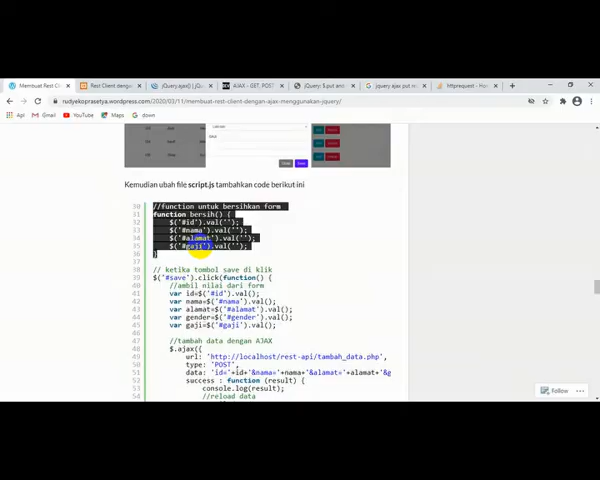 Membuat Rest Cli
Rest Client deng
jQuery.ajax() | jQ
AJAX - GET, POST
jQuery: $.put and
jquery ajax put m
httprequest - Ho
rudyekoprasetya.wordpress.com/2020/03/11/membuat-rest-client-dengan-ajax-menggunakan-jquery/
Apl
Gmail
YouTube
Maps
Kemudian ubah file script.js tambahkan code berikut ini
30 //function untuk bersihkan form
31 function bersih() {
32 $('#id').val('');
33 $('#nama').val('');
34 $('#alamat').val('');
35 $('#gaji').val('');
36 }
37
38 // ketika tombol save di klik
39 $('#save').click(function() {
40 //ambil nilai dari form
41 var id=$('#id').val();
42 var nama=$('#nama').val();
43 var alamat=$('#alamat').val();
44 var gender=$('#gender').val();
45 var gaji=$('#gaji').val();
46
47 //tambah data dengan AJAX
48 $.ajax({
49 url: 'http://localhost/rest-api/tambah_data.php',
50 type: 'POST',
51 data: 'id='+id+'&nama='+nama+'&alamat='+alamat+'&g
52 success : function (result) {
53 console.log(result);
54 //reload data
Follow